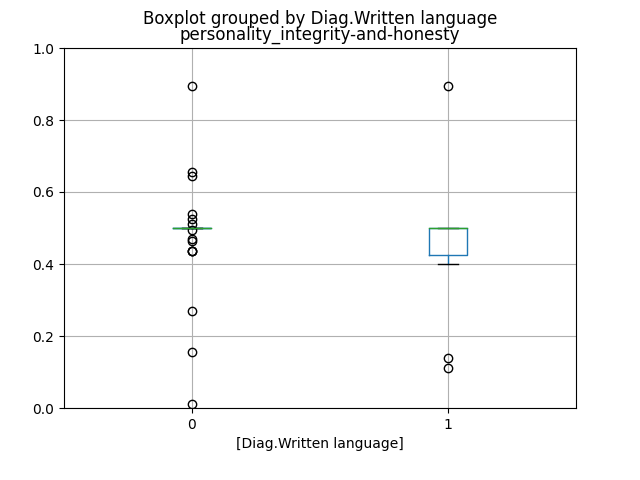 Boxplot grouped by Diag.Written language
personality_integrity-and-honesty
1.0
0.8
0.6
0.4
0.2
0.0
0 1
[Diag.Written language]